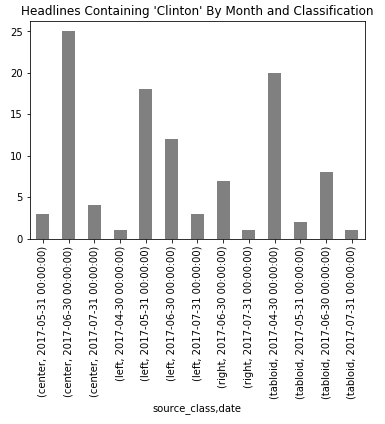 Headlines Containing 'Clinton' By Month and Classification
25
20
15
10
5
0
(center, 2017-05-31 00:00:00)
(center, 2017-06-30 00:00:00)
(center, 2017-07-31 00:00:00)
(left, 2017-04-30 00:00:00)
(left, 2017-05-31 00:00:00)
(left, 2017-06-30 00:00:00)
(left, 2017-07-31 00:00:00)
(right, 2017-06-30 00:00:00)
(right, 2017-07-31 00:00:00)
(tabloid, 2017-04-30 00:00:00)
(tabloid, 2017-05-31 00:00:00)
(tabloid, 2017-06-30 00:00:00)
(tabloid, 2017-07-31 00:00:00)
source_class,date